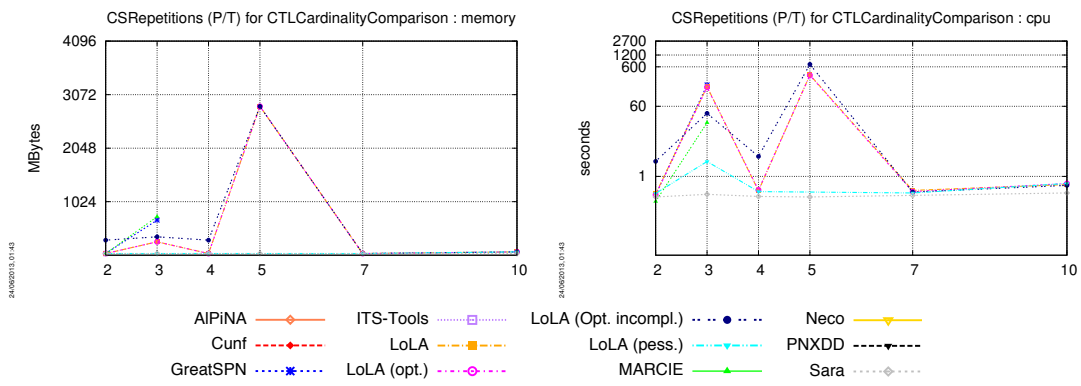 CSRepetitions (P/T) for CTLCardinalityComparison : memory
4096
3072
2048
1024
MBytes
2 3 4 5 7 10
24/06/2013, 01:43
CSRepetitions (P/T) for CTLCardinalityComparison : cpu
2700
1200
600
60
1
seconds
2 3 4 5 7 10
24/06/2013, 01:43
AlPiNA ITS-Tools LoLA (Opt. incompl.) Neco
Cunf LoLA LoLA (pess.) PNXDD
GreatSPN LoLA (opt.) MARCIE Sara